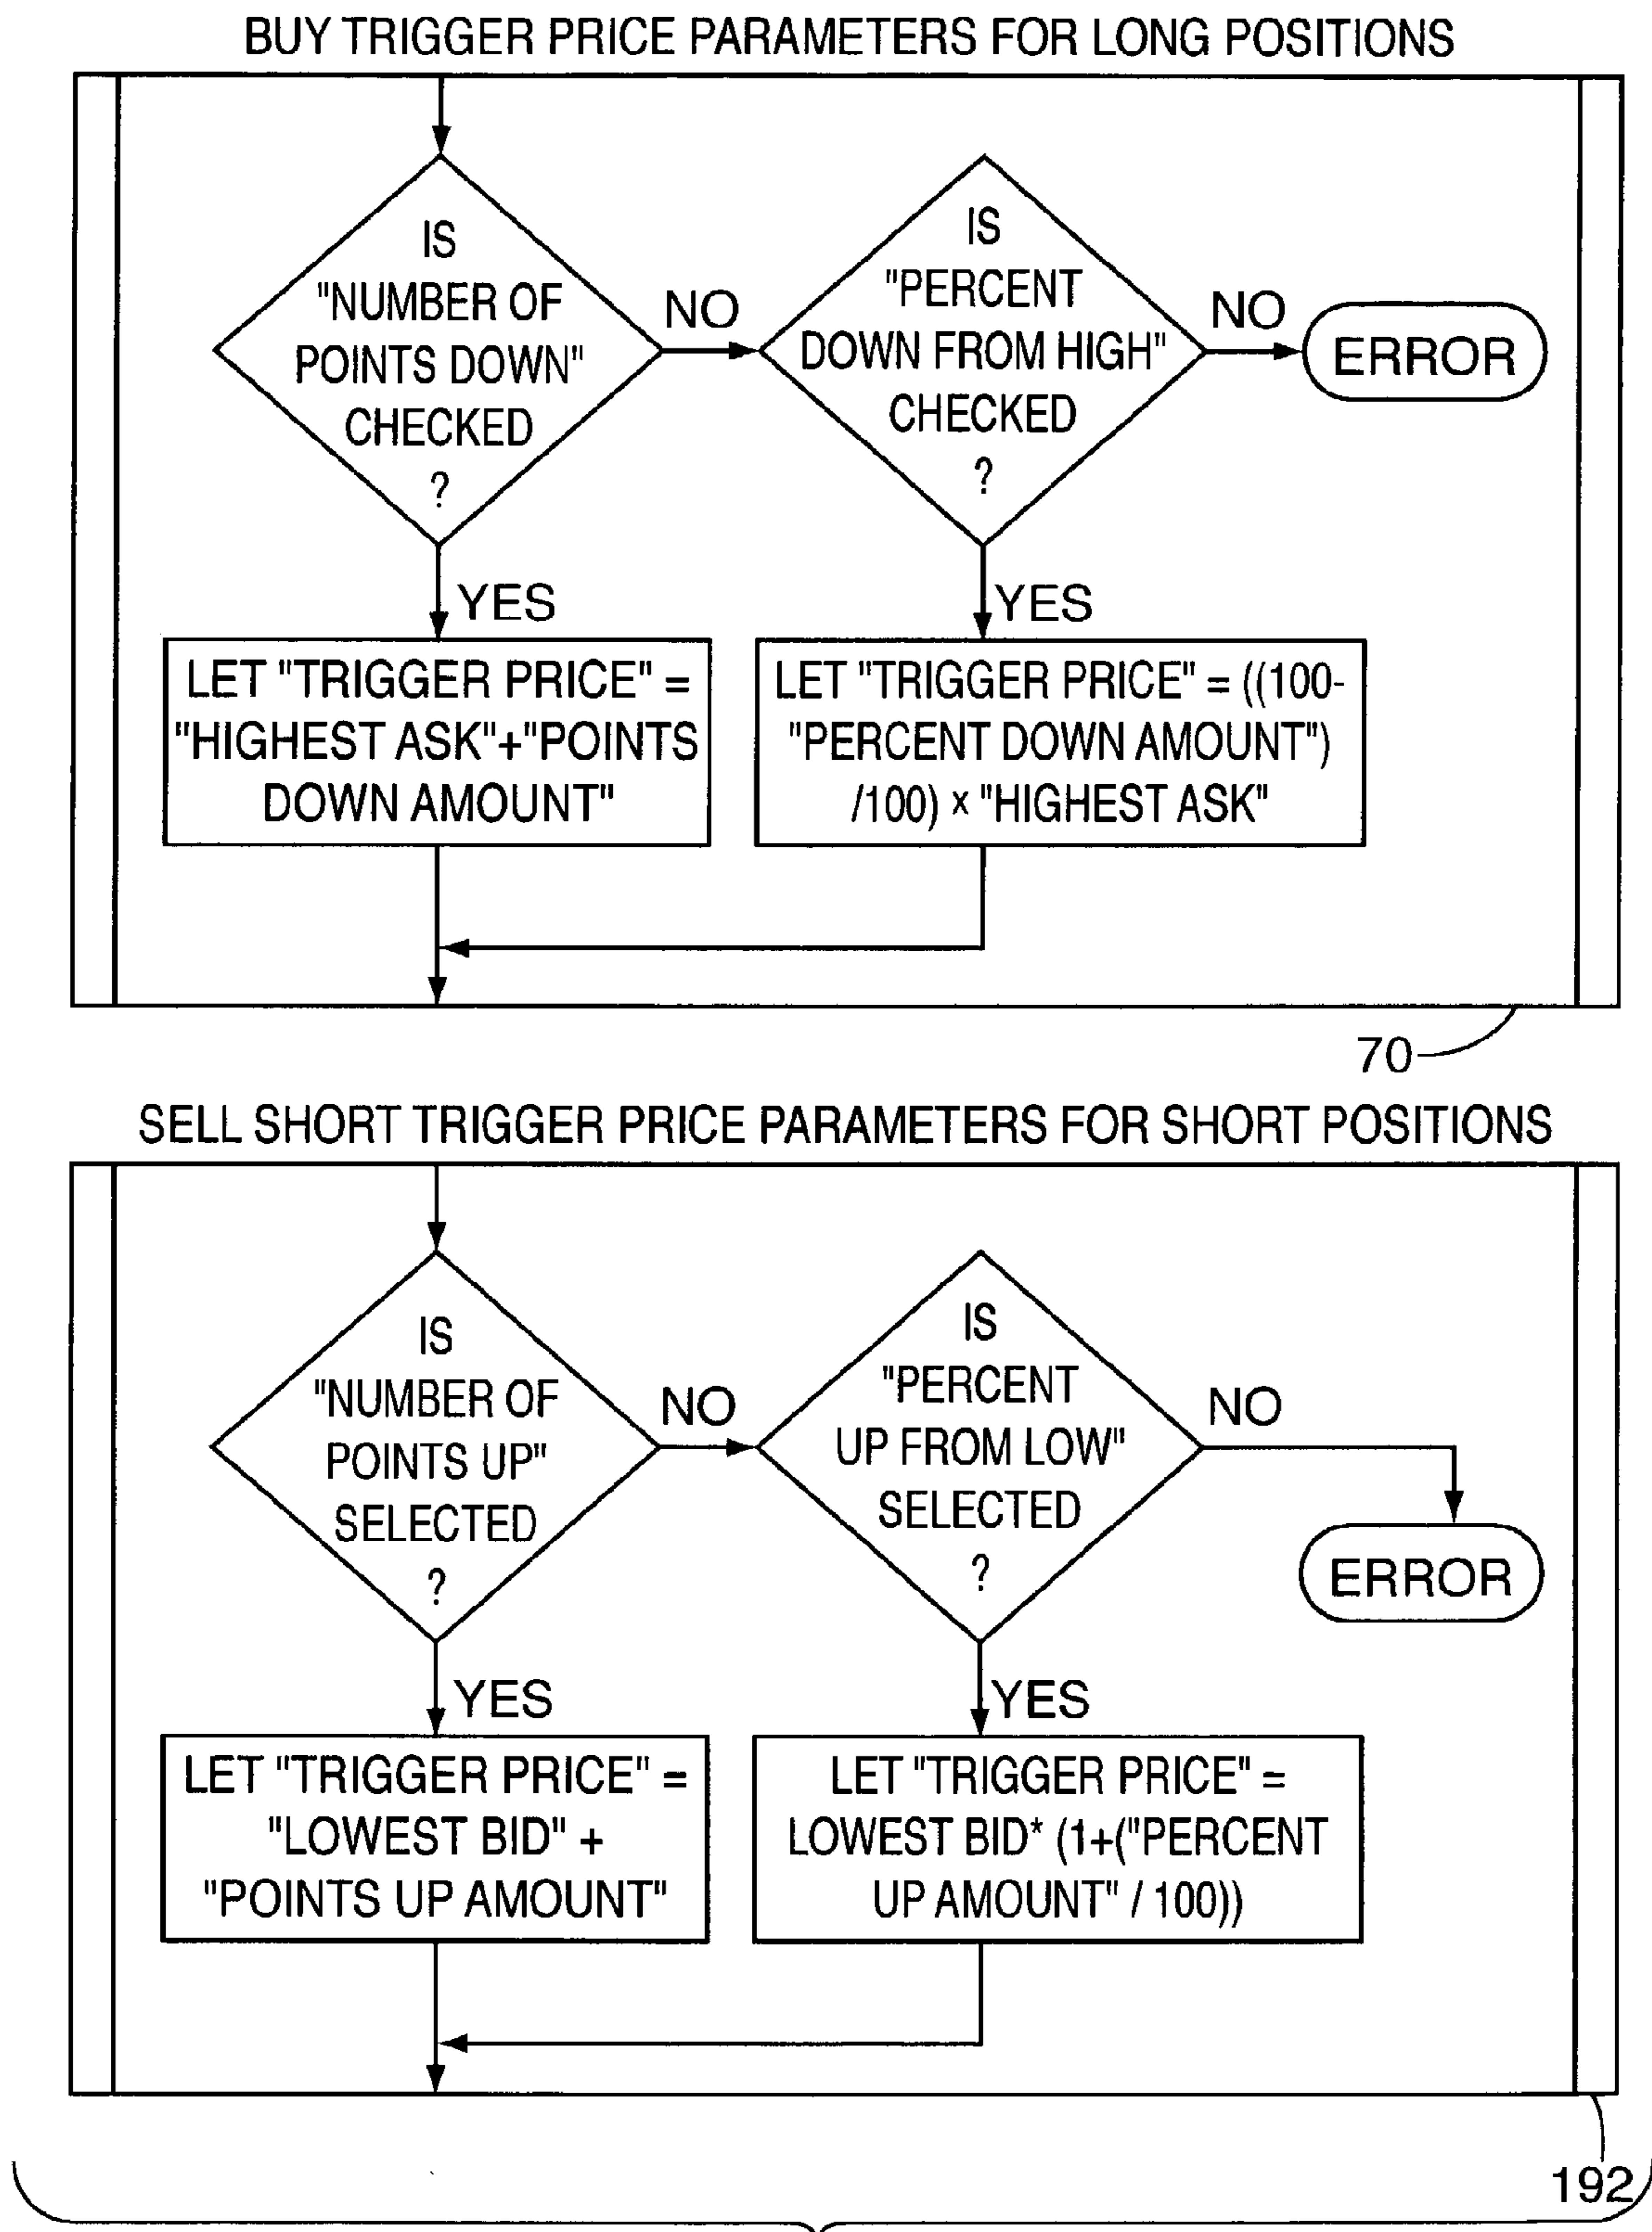 BUY TRIGGER PRICE PARAMETERS FOR LONG POSITIONS
IS
"NUMBER OF
POINTS DOWN"
CHECKED
?
NO
IS
"PERCENT
DOWN FROM HIGH"
CHECKED
?
NO
ERROR
YES
YES
LET "TRIGGER PRICE" =
"HIGHEST ASK"+"POINTS
DOWN AMOUNT"
LET "TRIGGER PRICE" = ((100-
"PERCENT DOWN AMOUNT")
/100) × "HIGHEST ASK"
70
SELL SHORT TRIGGER PRICE PARAMETERS FOR SHORT POSITIONS
IS
"NUMBER OF
POINTS UP"
SELECTED
?
NO
IS
"PERCENT
UP FROM LOW"
SELECTED
?
NO
ERROR
YES
YES
LET "TRIGGER PRICE" =
"LOWEST BID" +
"POINTS UP AMOUNT"
LET "TRIGGER PRICE" =
LOWEST BID* (1+("PERCENT
UP AMOUNT" / 100))
192